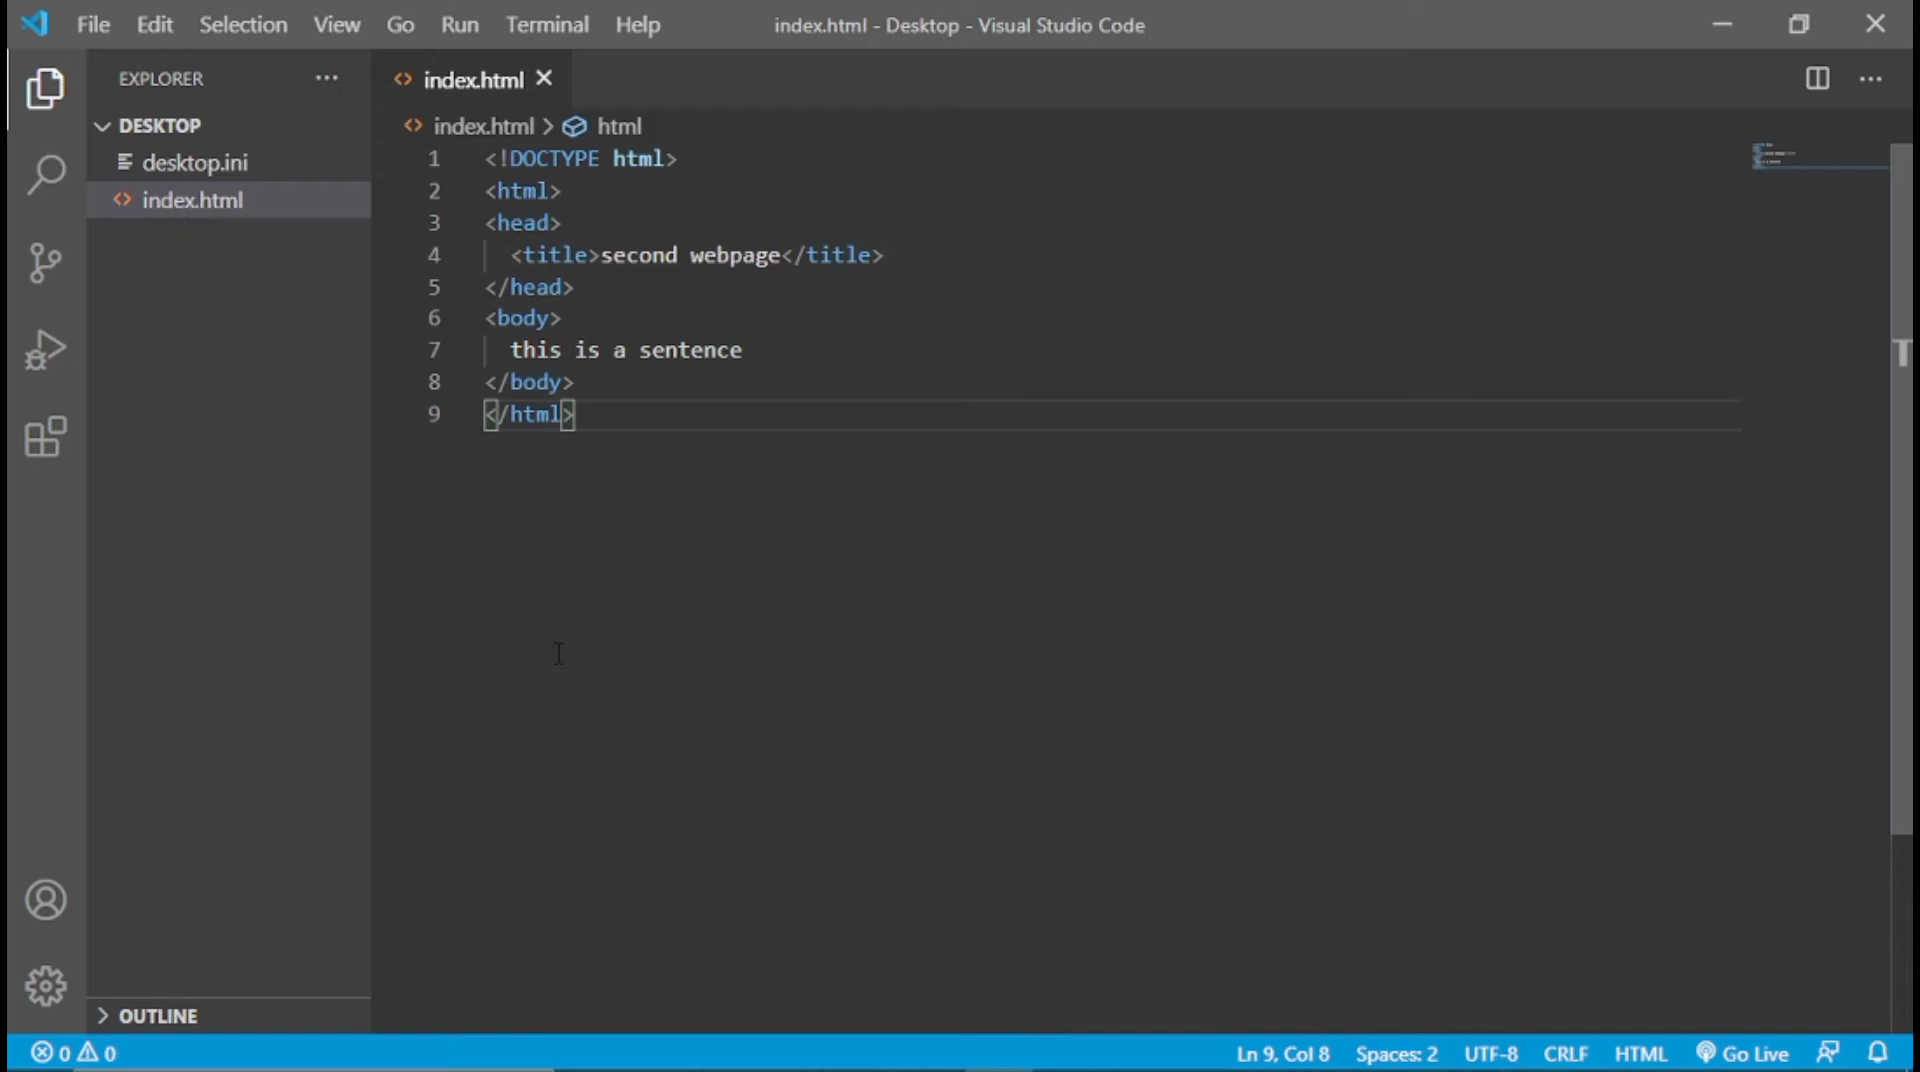 File Edit Selection View Go Run Terminal Help index.html - Desktop - Visual Studio Code
EXPLORER
index.html
DESKTOP
desktop.ini
index.html
index.html > html
1 <!DOCTYPE html>
2 <html>
3 <head>
4 <title>second webpage</title>
5 </head>
6 <body>
7 this is a sentence
8 </body>
9 </html>
T
OUTLINE
0 0 Ln 9, Col 8 Spaces: 2 UTF-8 CRLF HTML Go Live